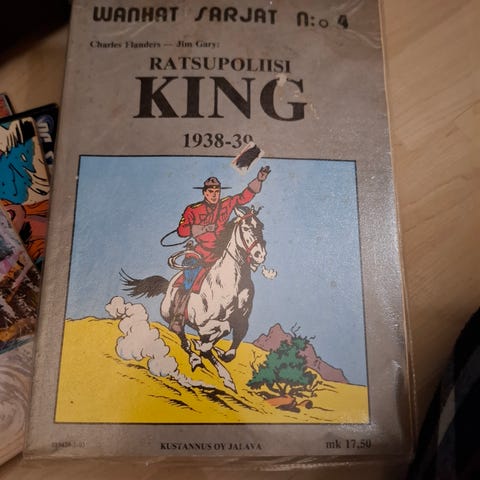 WANHAT SARJAT N:o 4
Charles Flanders — Jim Gary:
RATSUPOLIISI
KING
1938-39
KUSTANNUS OY JALAVA
mk 17.50